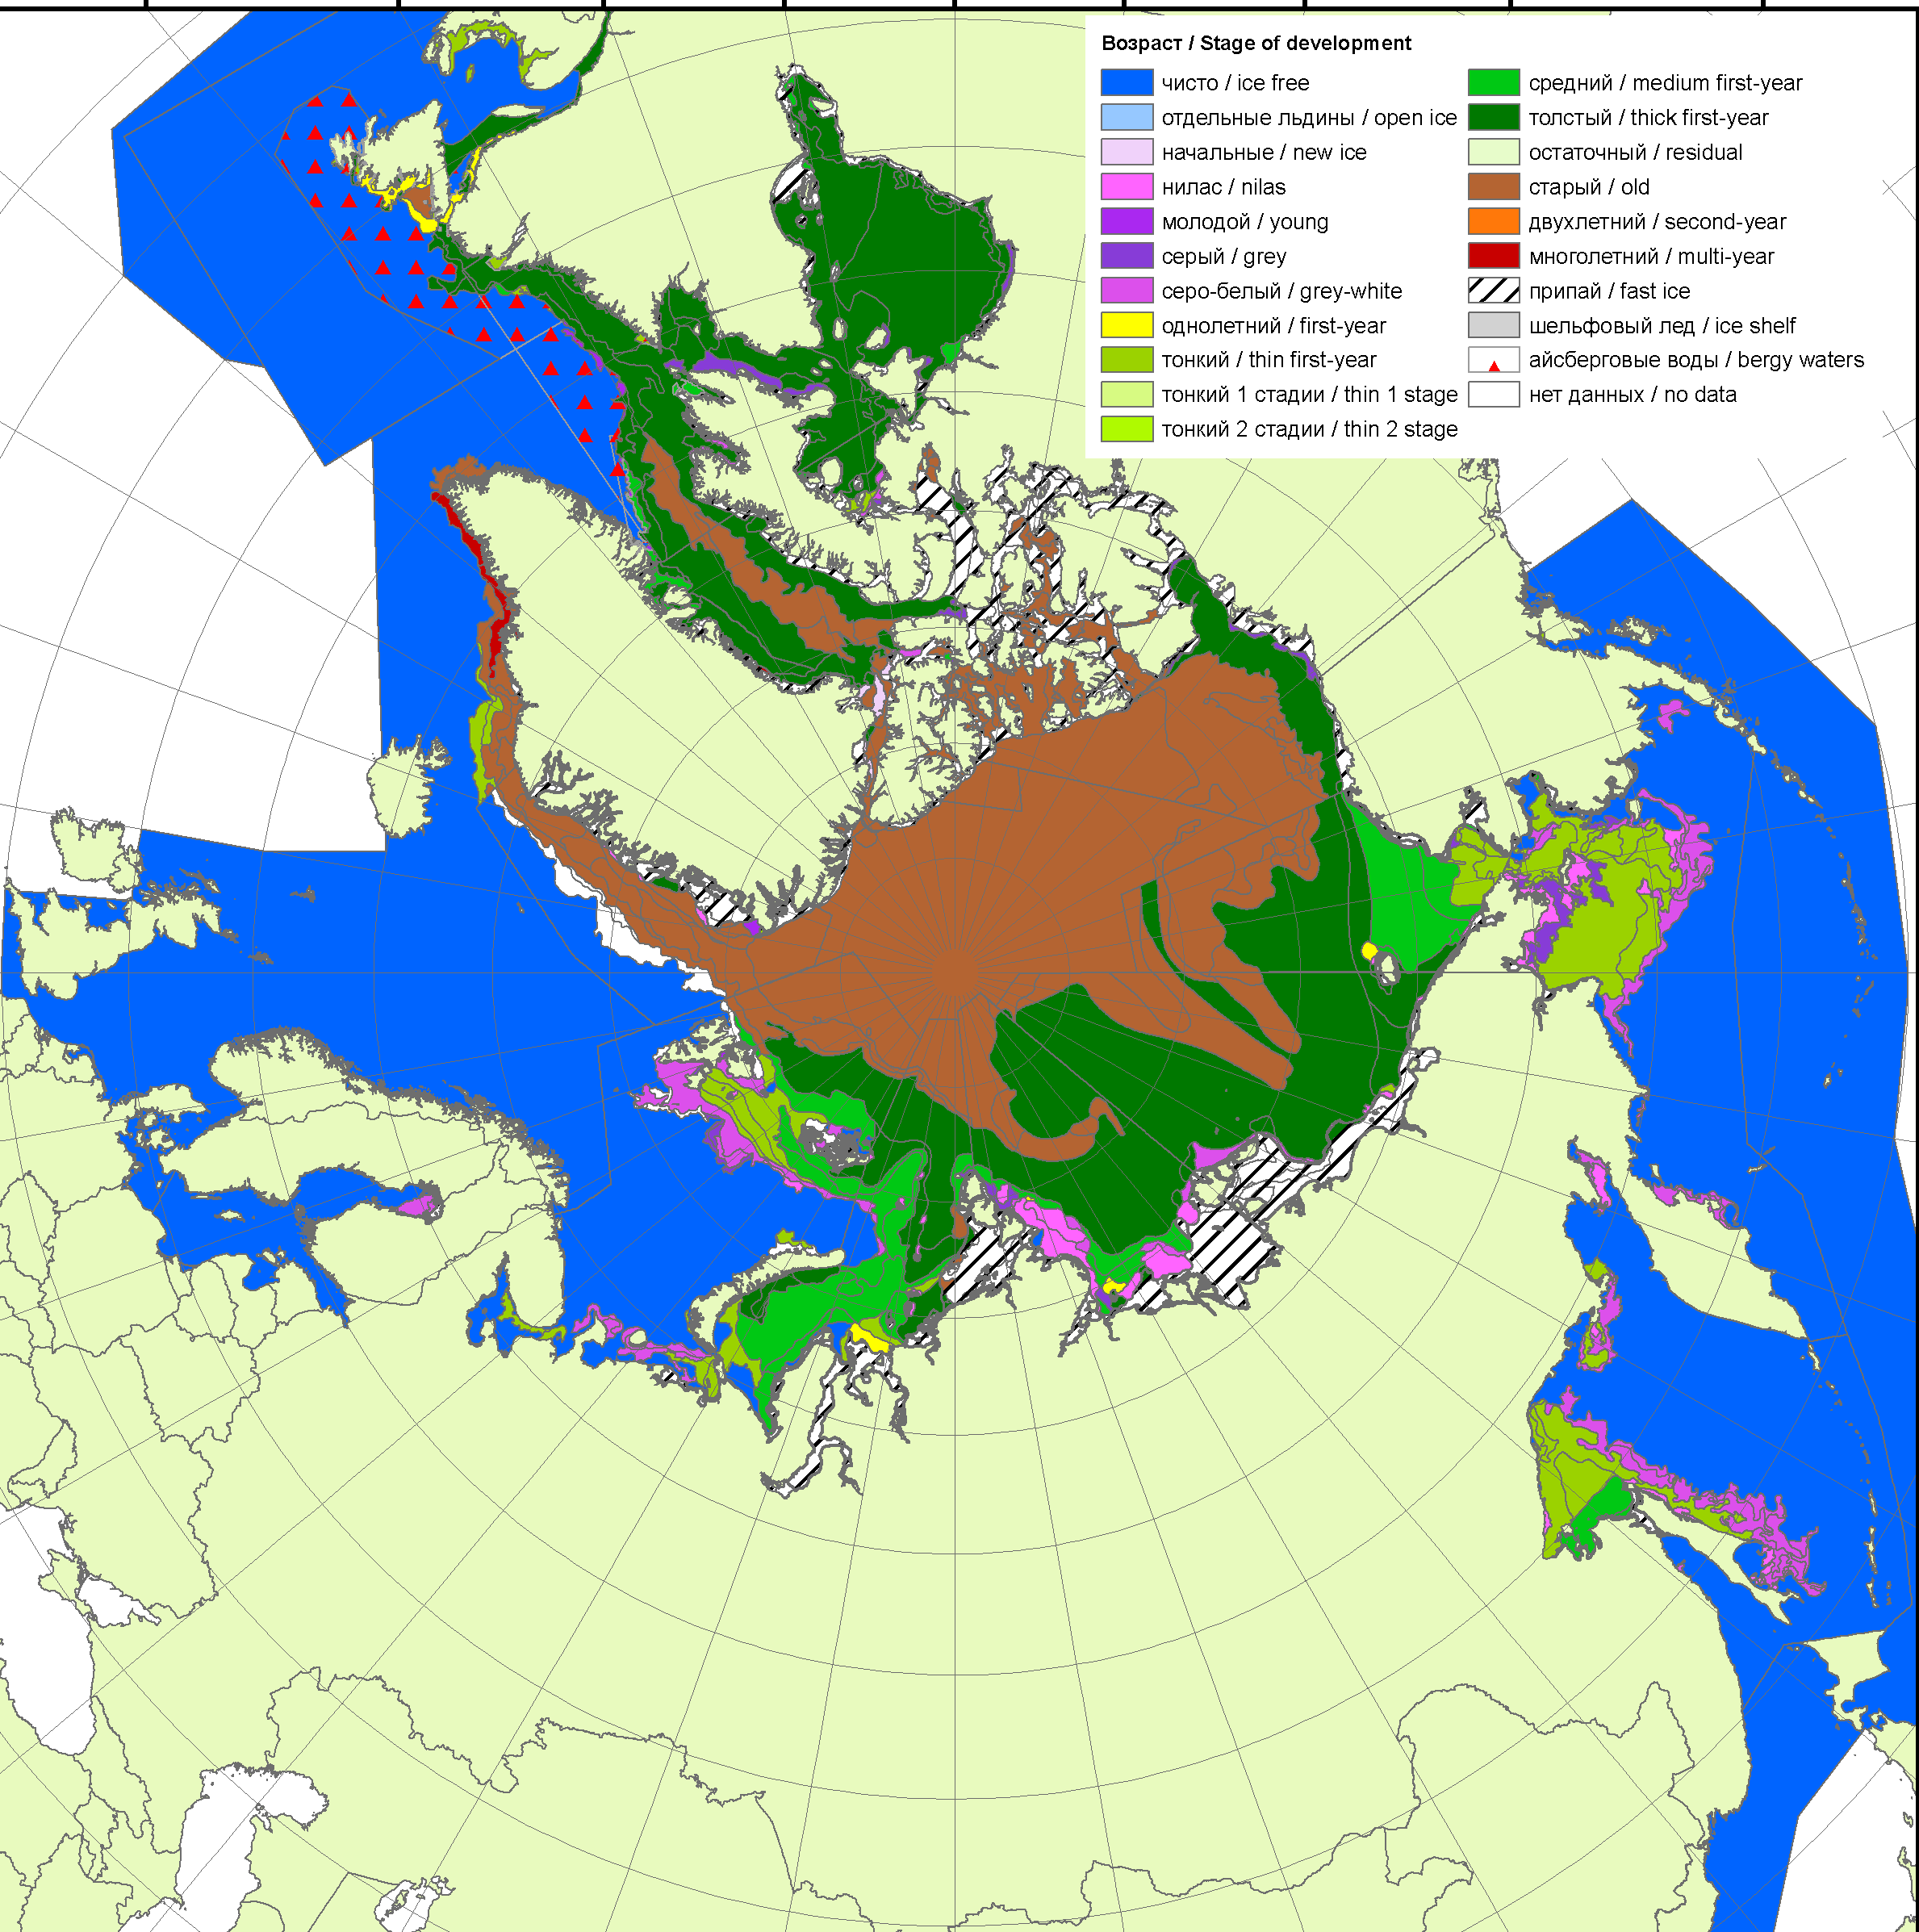 Возраст / Stage of development
чисто / ice free
отдельные льдины / open ice
начальные / new ice
нилас / nilas
молодой / young
серый / grey
серо-белый / grey-white
однолетний / first-year
тонкий / thin first-year
тонкий 1 стадии / thin 1 stage
тонкий 2 стадии / thin 2 stage
средний / medium first-year
толстый / thick first-year
остаточный / residual
старый / old
двухлетний / second-year
многолетний / multi-year
припай / fast ice
шельфовый лед / ice shelf
айсберговые воды / bergy waters
нет данных / no data